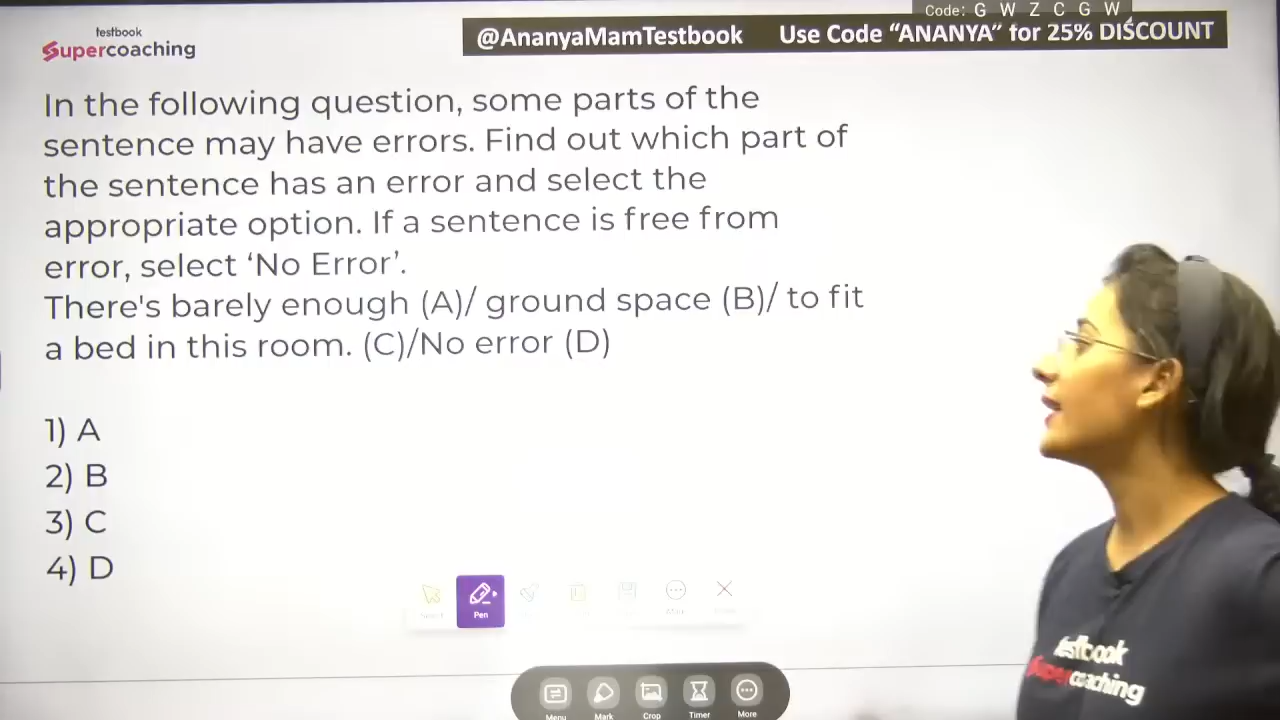 Code: G W Z C G W
testbook
Supercoaching
@AnanyaMamTestbook Use Code “ANANYA” for 25% DISCOUNT
In the following question, some parts of the
sentence may have errors. Find out which part of
the sentence has an error and select the
appropriate option. If a sentence is free from
error, select ‘No Error’.
There's barely enough (A)/ ground space (B)/ to fit
a bed in this room. (C)/No error (D)
1) A
2) B
3) C
4) D
Select Pen
testbook
Supercoaching
Menu Mark Crop Timer More